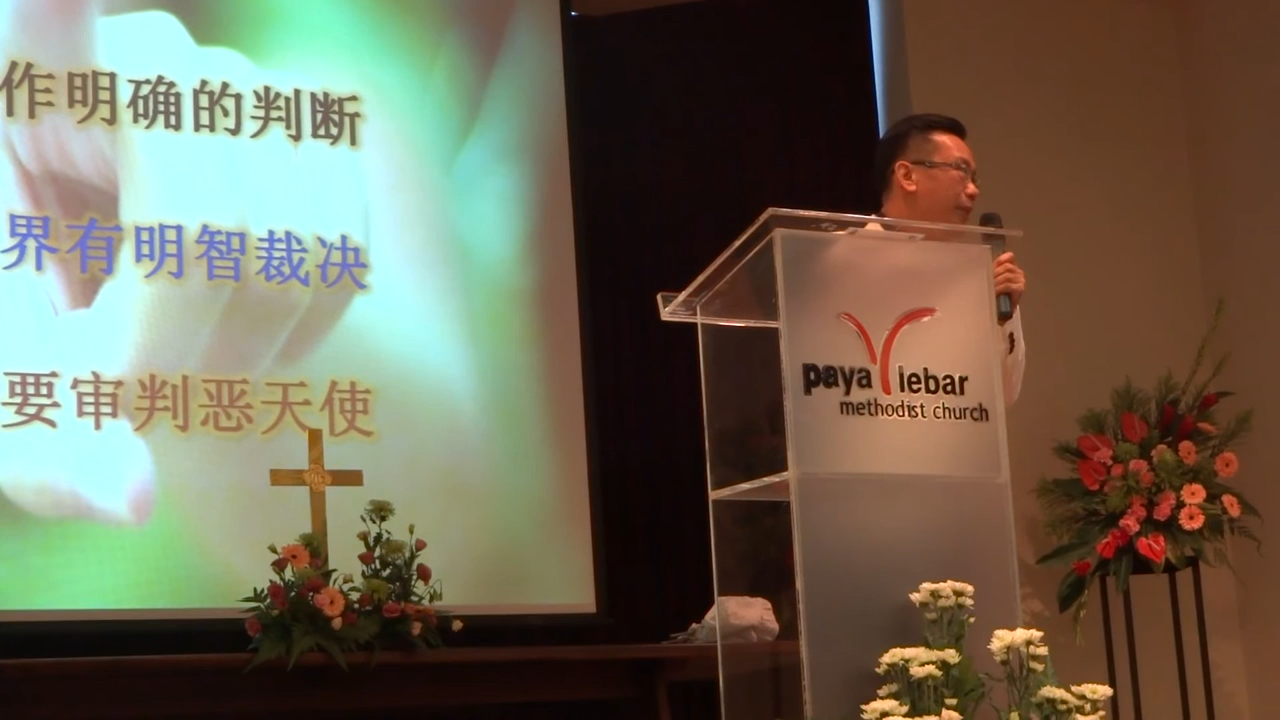 作明确的判断
界有明智裁决
要审判恶天使
paya lebar
methodist church